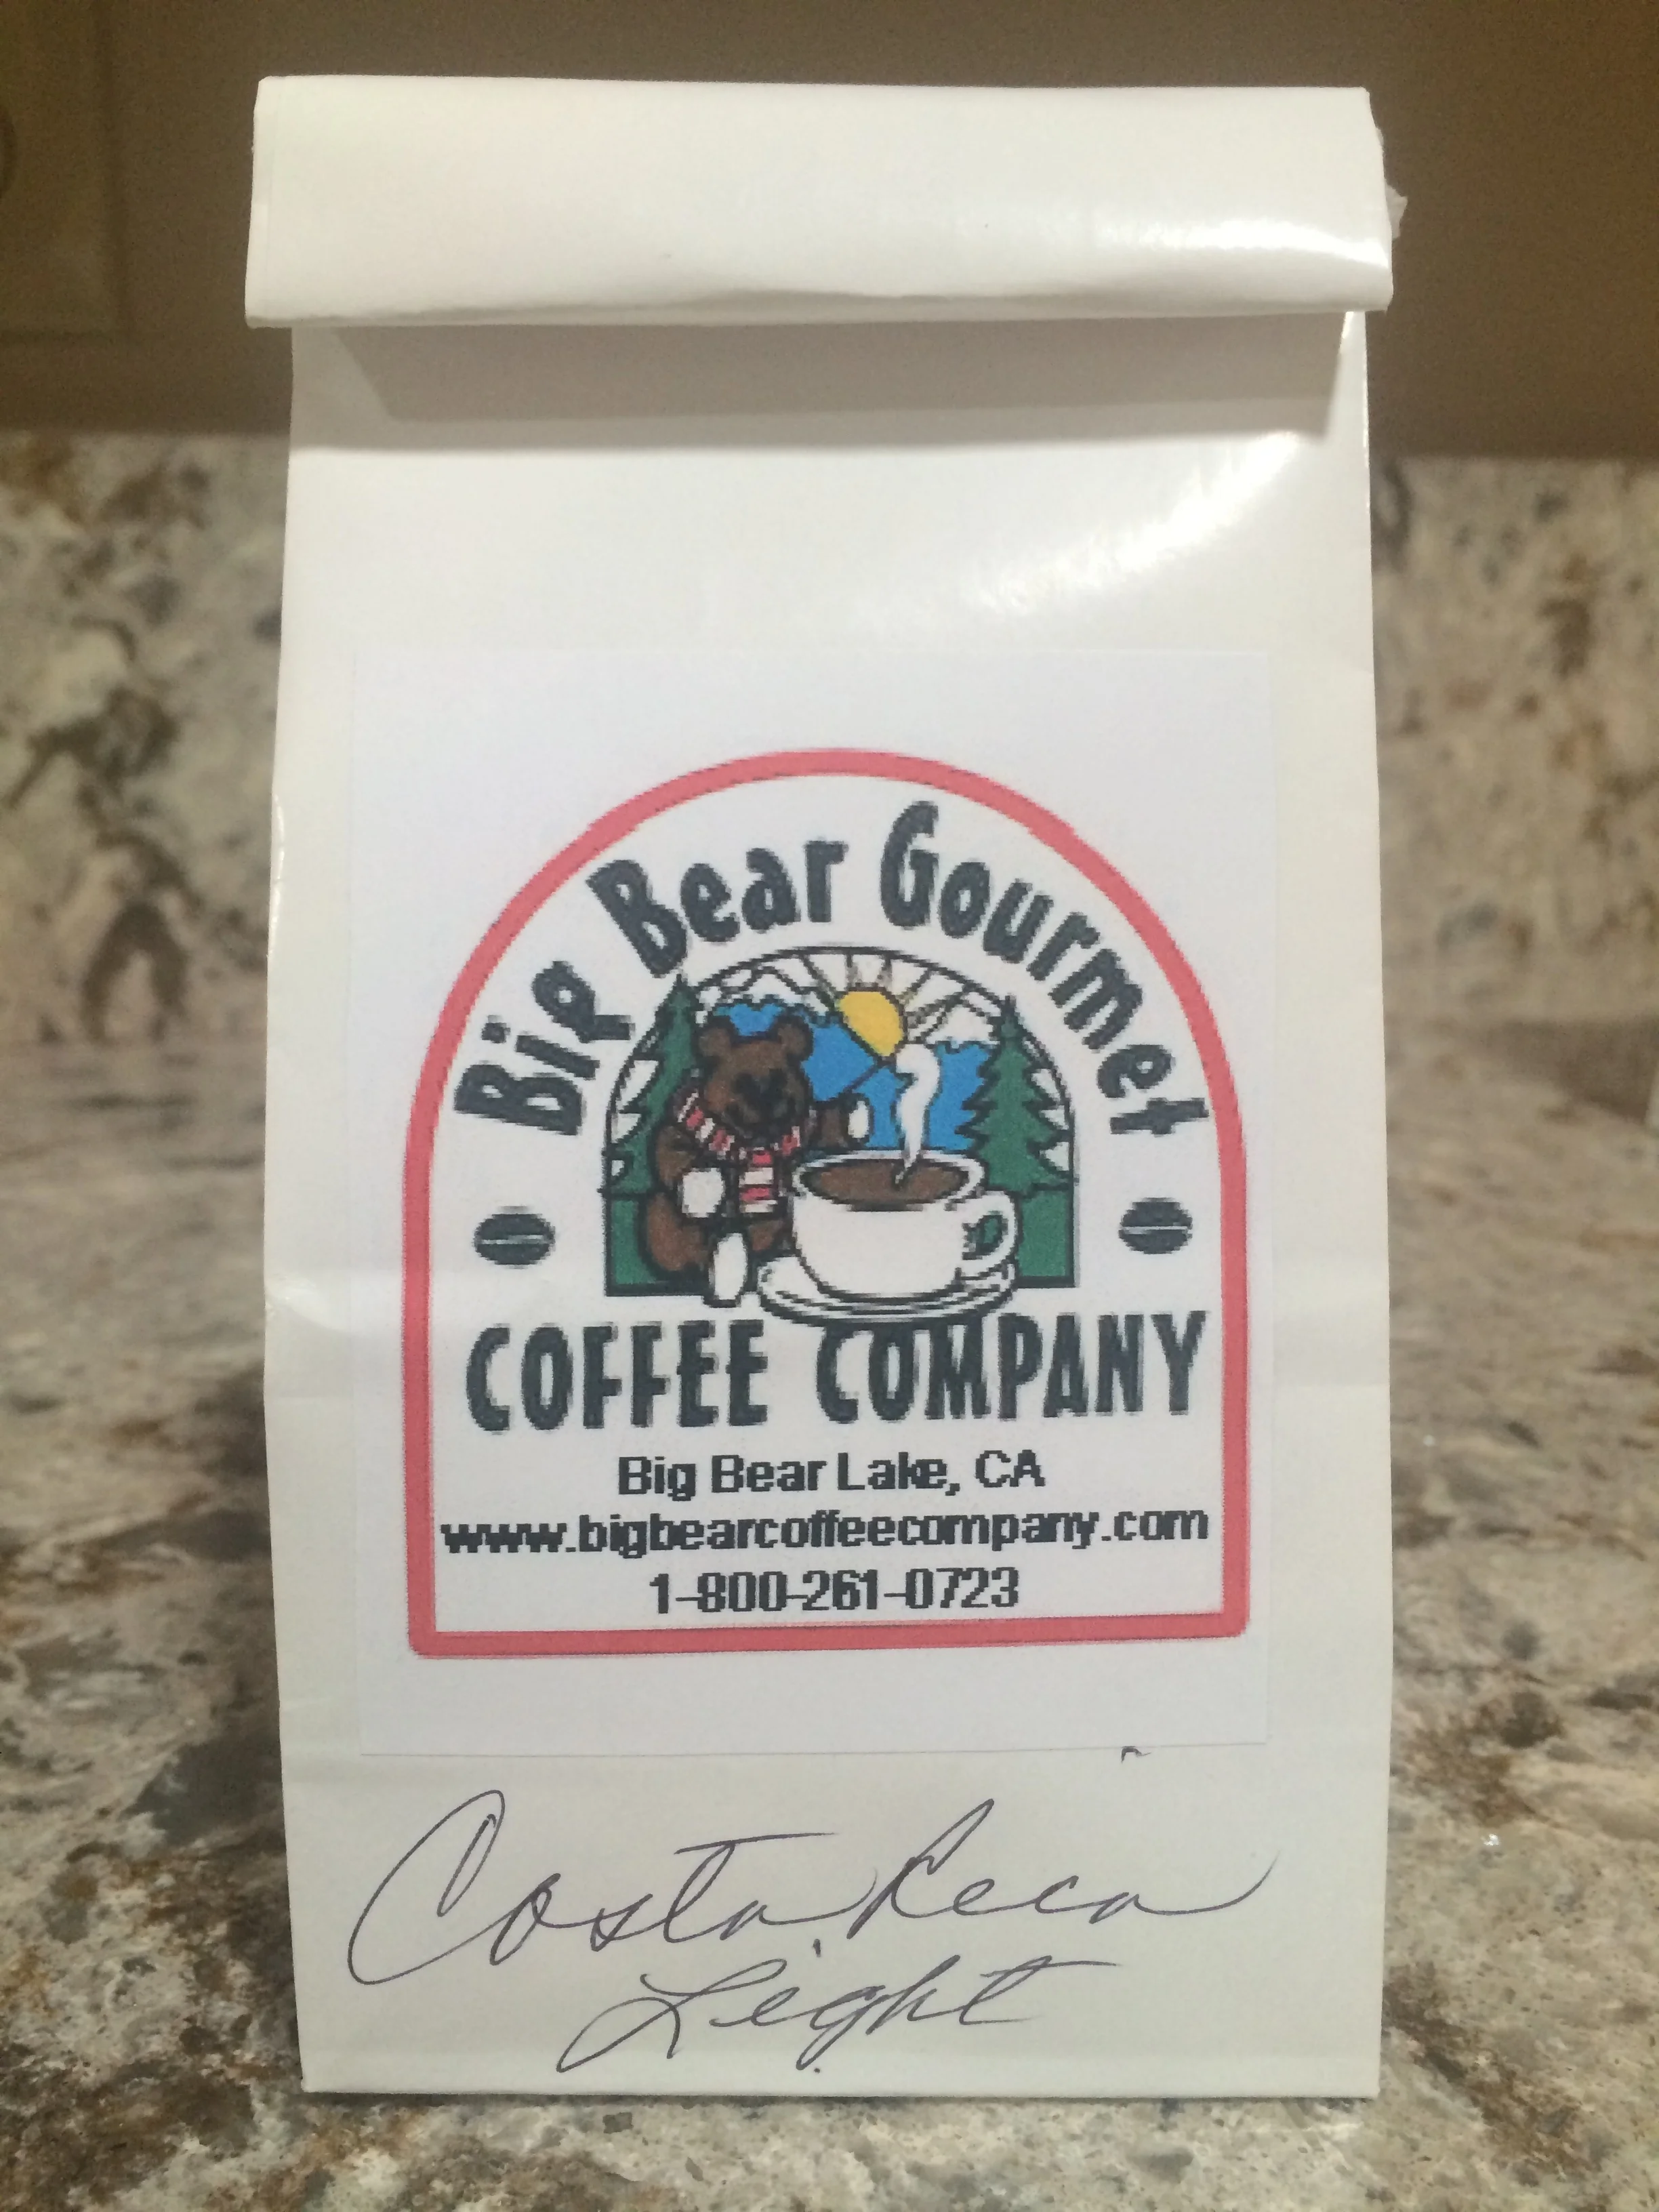 Big Bear Gourmet
COFFEE COMPANY
Big Bear Lake, CA
www.bigbearcoffeecompany.com
1-800-261-0723
Costa Rica
Light